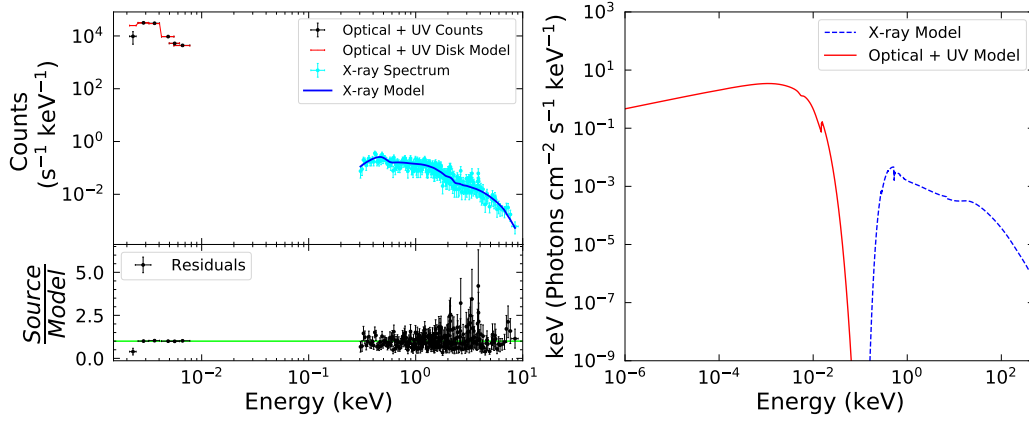 10^4
10^0
10^-2
Counts
(s^-1 keV^-1)
Optical + UV Counts
Optical + UV Disk Model
X-ray Spectrum
X-ray Model
5.0
2.5
0.0
Source
Model
Residuals
10^-2
10^-1
10^0
10^1
Energy (keV)
10^3
10^1
10^-1
10^-3
10^-5
10^-7
10^-9
keV (Photons cm^-2 s^-1 keV^-1)
X-ray Model
Optical + UV Model
10^-6
10^-4
10^-2
10^0
10^2
Energy (keV)